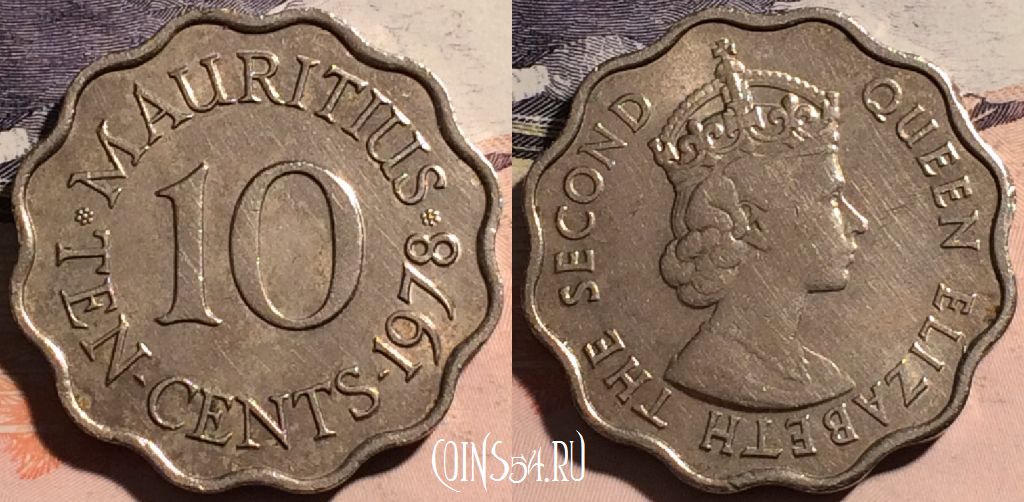 MAURITIUS
10
TEN · CENTS · 1978
QUEEN ELIZABETH THE SECOND
COINS54.RU